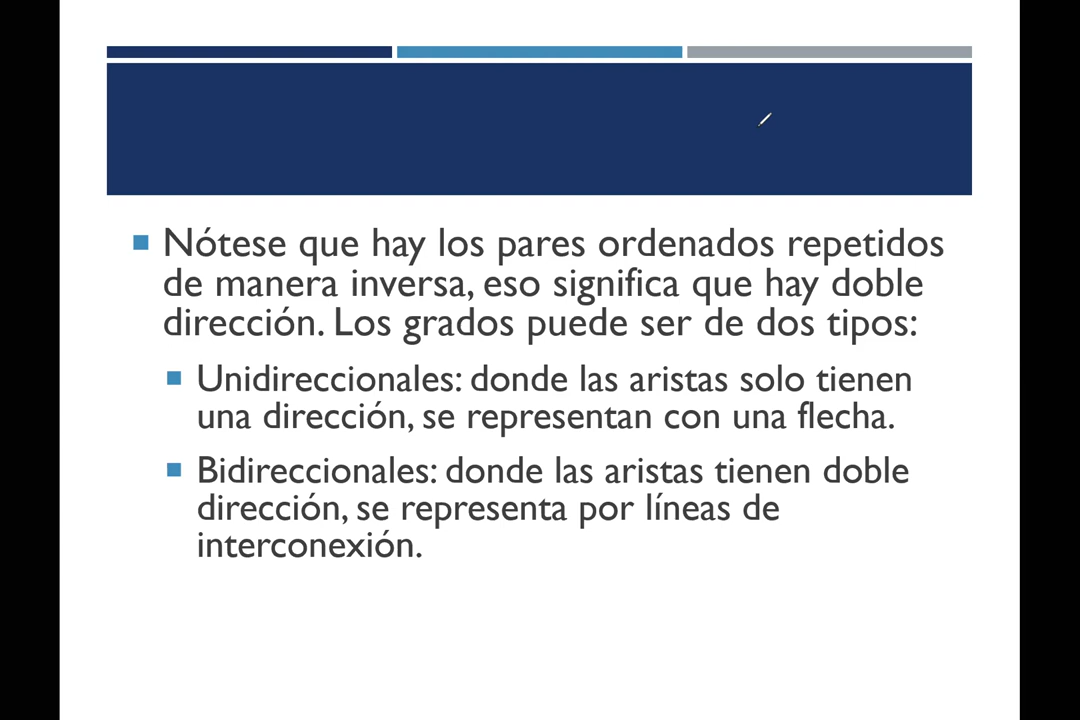 Nótese que hay los pares ordenados repetidos
de manera inversa, eso significa que hay doble
dirección. Los grados puede ser de dos tipos:
Unidireccionales: donde las aristas solo tienen
una dirección, se representan con una flecha.
Bidireccionales: donde las aristas tienen doble
dirección, se representa por líneas de
interconexión.